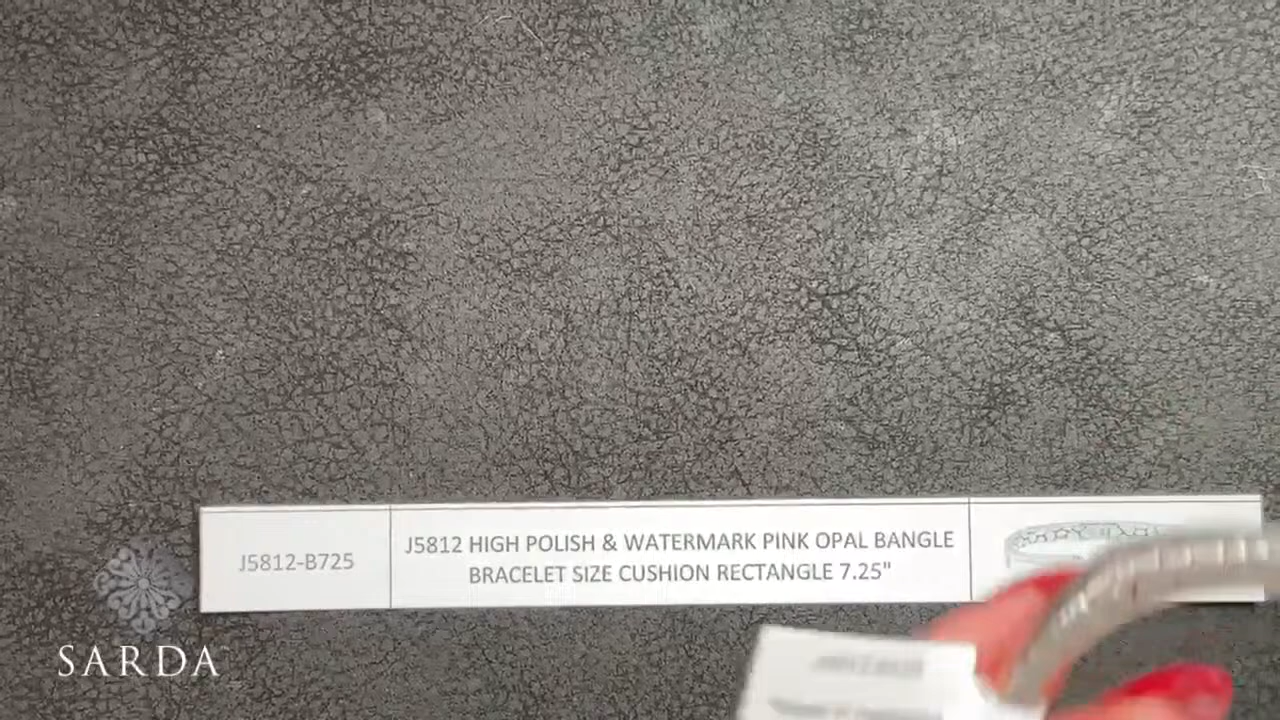 J5812-B725
J5812 HIGH POLISH & WATERMARK PINK OPAL BANGLE
BRACELET SIZE CUSHION RECTANGLE 7.25"
SARDA